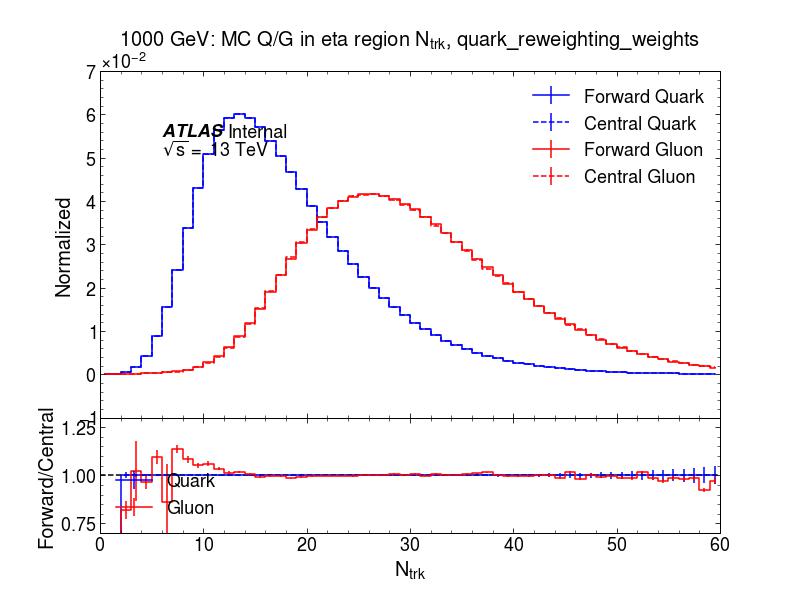 1000 GeV: MC Q/G in eta region N_trk, quark_reweighting_weights
×10⁻²
7
6
5
4
3
2
1
0
−1
Normalized
ATLAS Internal
√s = 13 TeV
Forward Quark
Central Quark
Forward Gluon
Central Gluon
1.25
1.00
0.75
Forward/Central
Quark
Gluon
0 10 20 30 40 50 60
N_trk